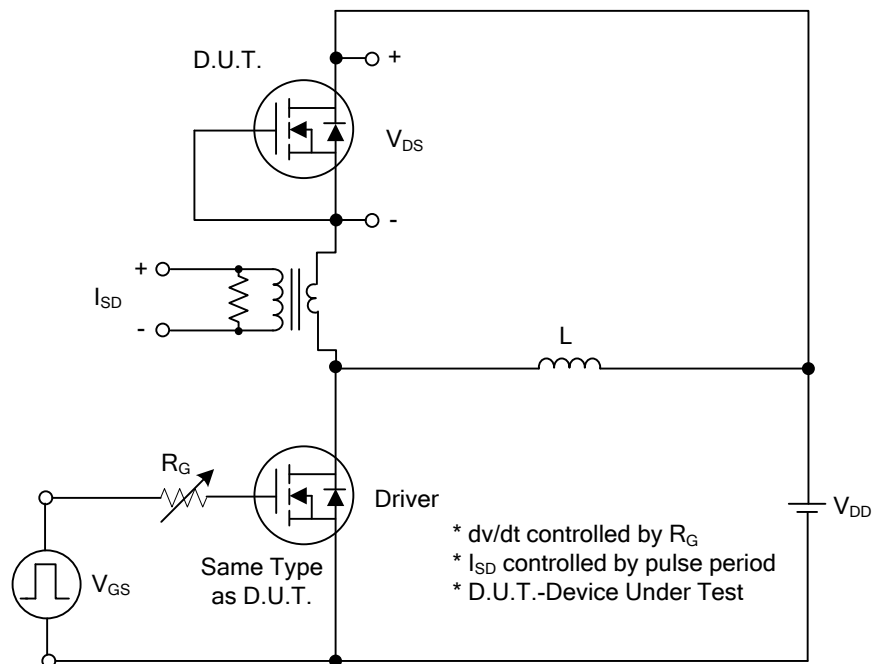 D.U.T.
+
V_DS
-
+
I_SD
-
L
R_G
Driver
V_DD
V_GS
Same Type
as D.U.T.
* dv/dt controlled by R_G
* I_SD controlled by pulse period
* D.U.T.-Device Under Test